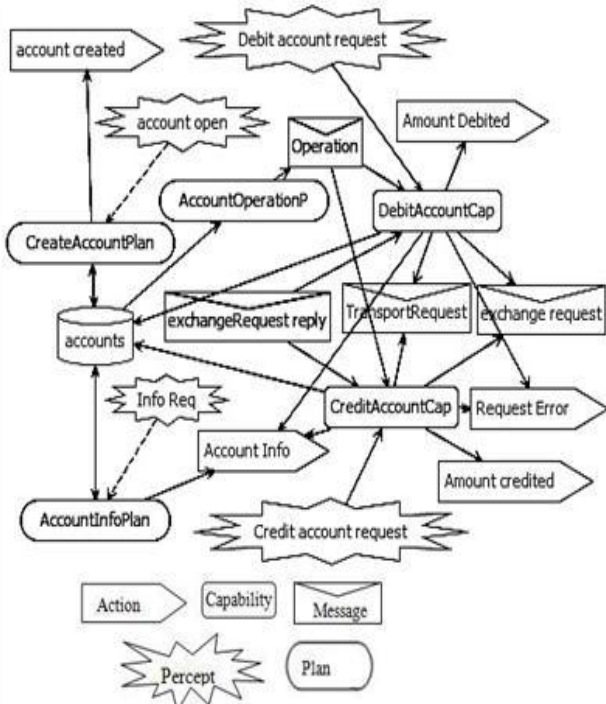 Debit account request
account created
account open
Amount Debited
Operation
AccountOperationP
DebitAccountCap
CreateAccountPlan
exchangeRequest reply
TransportRequest
exchange request
accounts
Info Req
CreditAccountCap
Request Error
Account Info
Amount credited
AccountInfoPlan
Credit account request
Action
Capability
Message
Percept
Plan